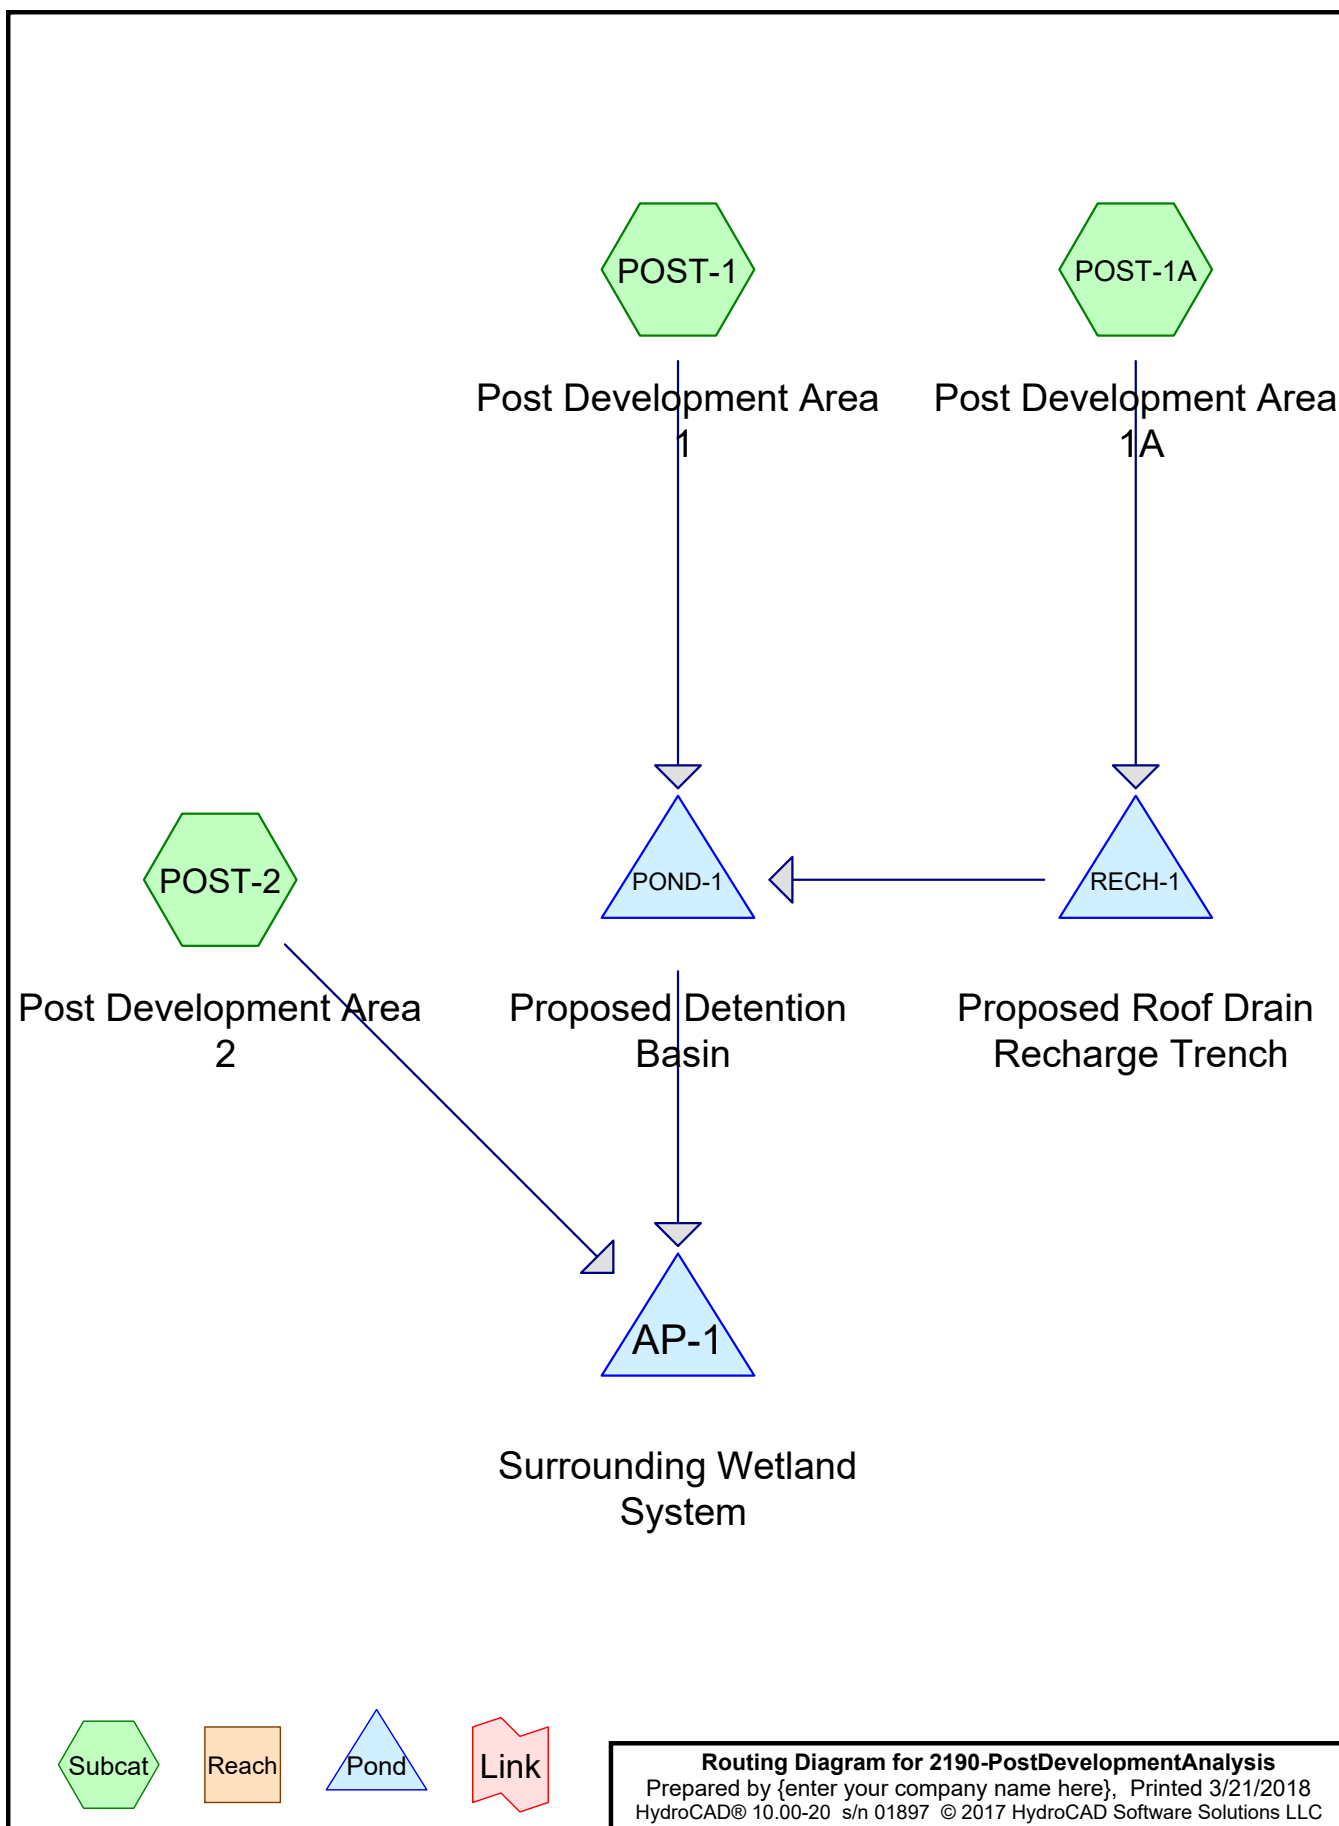 POST-1
POST-1A
Post Development Area
1
Post Development Area
1A
POST-2
POND-1
RECH-1
Post Development Area
2
Proposed Detention
Basin
Proposed Roof Drain
Recharge Trench
AP-1
Surrounding Wetland
System
Subcat
Reach
Pond
Link
Routing Diagram for 2190-PostDevelopmentAnalysis
Prepared by {enter your company name here}, Printed 3/21/2018
HydroCAD® 10.00-20 s/n 01897 © 2017 HydroCAD Software Solutions LLC